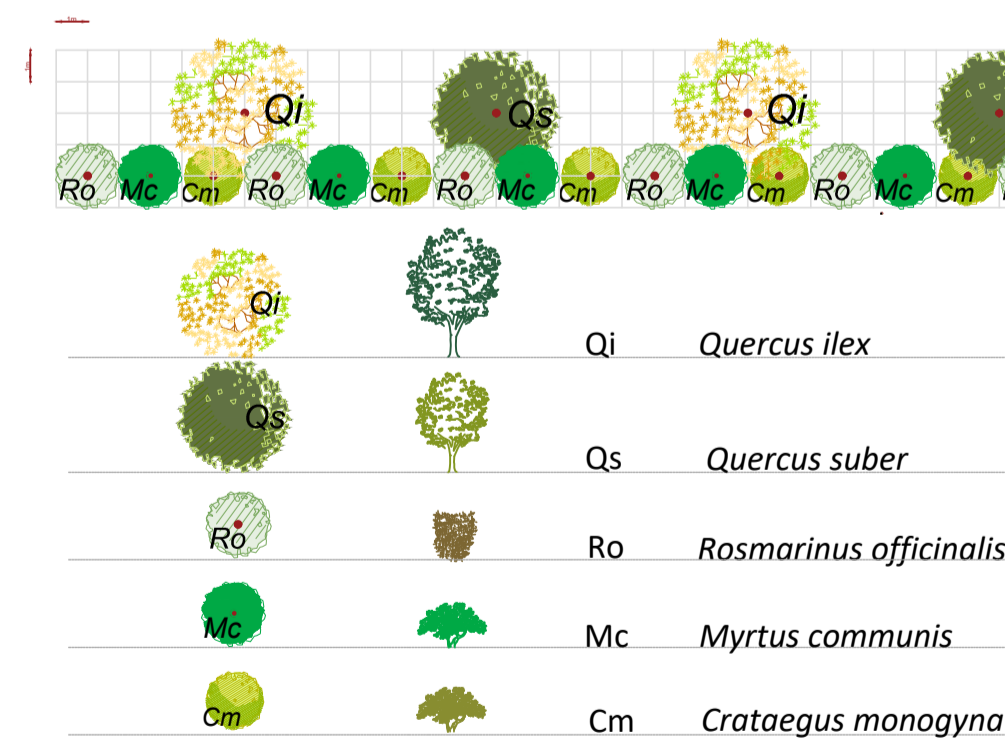 1m
1m
Qi Qs Qi
Ro Mc Cm Ro Mc Cm Ro Mc Cm Ro Mc Cm Ro Mc Cm
Qi Qi Quercus ilex
Qs Qs Quercus suber
Ro Ro Rosmarinus officinalis
Mc Mc Myrtus communis
Cm Cm Crataegus monogyna